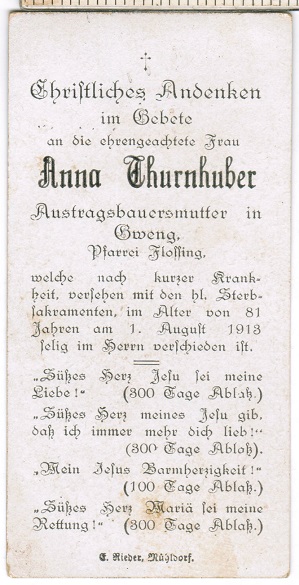 Christliches Andenken
im Gebete
an die ehrengeachtete Frau
Anna Thurnhuber
Austragsbauersmutter in
Gweng,
Pfarrei Flossing,
welche nach kurzer Krank-
heit, versehen mit den hl. Sterb-
sakramenten, im Alter von 81
Jahren am 1. August 1913
selig im Herrn verschieden ist.
„Süßes Herz Jesu sei meine
Liebe!“ (300 Tage Ablaß.)
„Süßes Herz meines Jesu gib,
daß ich immer mehr dich lieb!“
(300 Tage Ablaß).
„Mein Jesus Barmherzigkeit!“
(100 Tage Ablaß.)
„Süßes Herz Mariä sei meine
Rettung!“ (300 Tage Ablaß).
E. Rieder, Mühldorf.